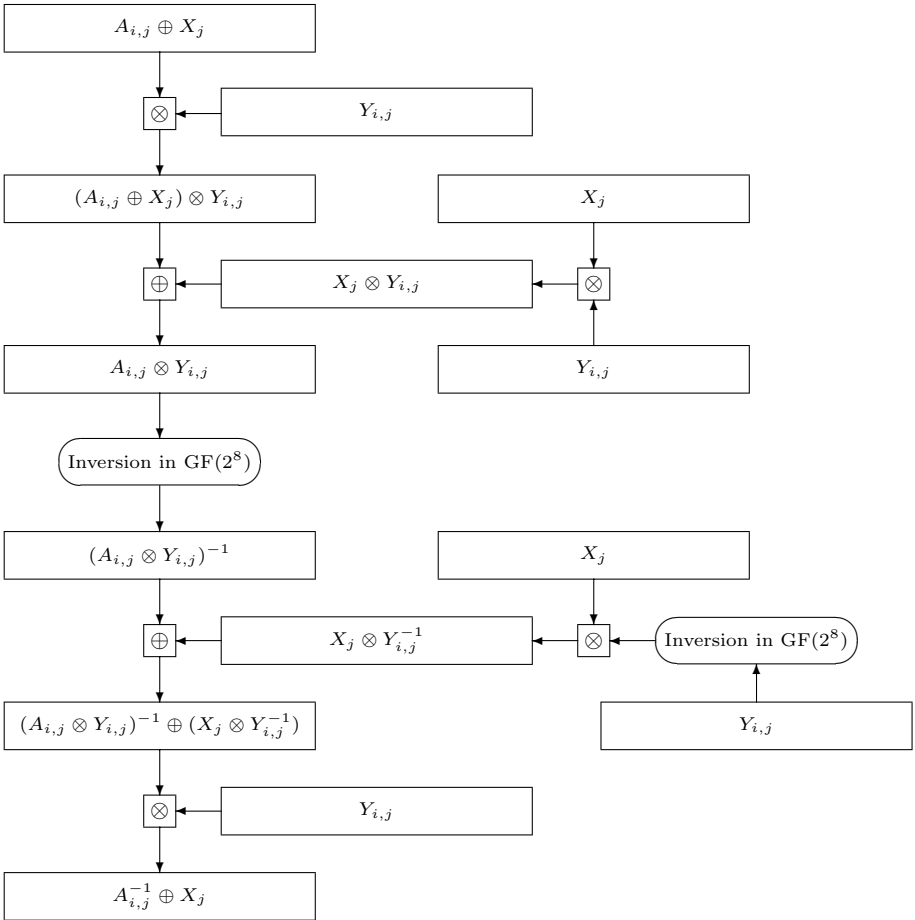 A_{i,j} ⊕ X_j
⊗ Y_{i,j}
(A_{i,j} ⊕ X_j) ⊗ Y_{i,j} X_j
⊕ X_j ⊗ Y_{i,j} ⊗
A_{i,j} ⊗ Y_{i,j} Y_{i,j}
Inversion in GF(2^8)
(A_{i,j} ⊗ Y_{i,j})^{-1} X_j
⊕ X_j ⊗ Y_{i,j}^{-1} ⊗ Inversion in GF(2^8)
(A_{i,j} ⊗ Y_{i,j})^{-1} ⊕ (X_j ⊗ Y_{i,j}^{-1}) Y_{i,j}
⊗ Y_{i,j}
A_{i,j}^{-1} ⊕ X_j